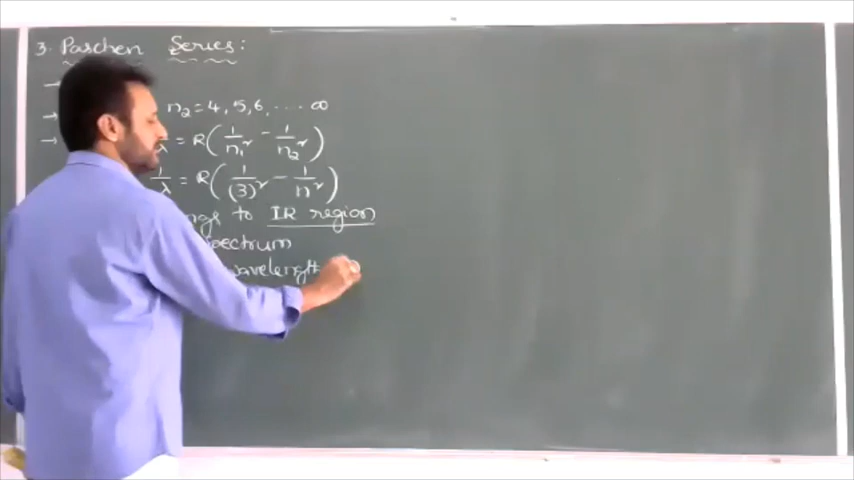 3. Paschen Series:
→
→ n₂ = 4, 5, 6, .... ∞
→ λ = R(1/n₁² - 1/n₂²)
1/λ = R(1/(3)² - 1/n²)
to IR region
spectrum
wavelength